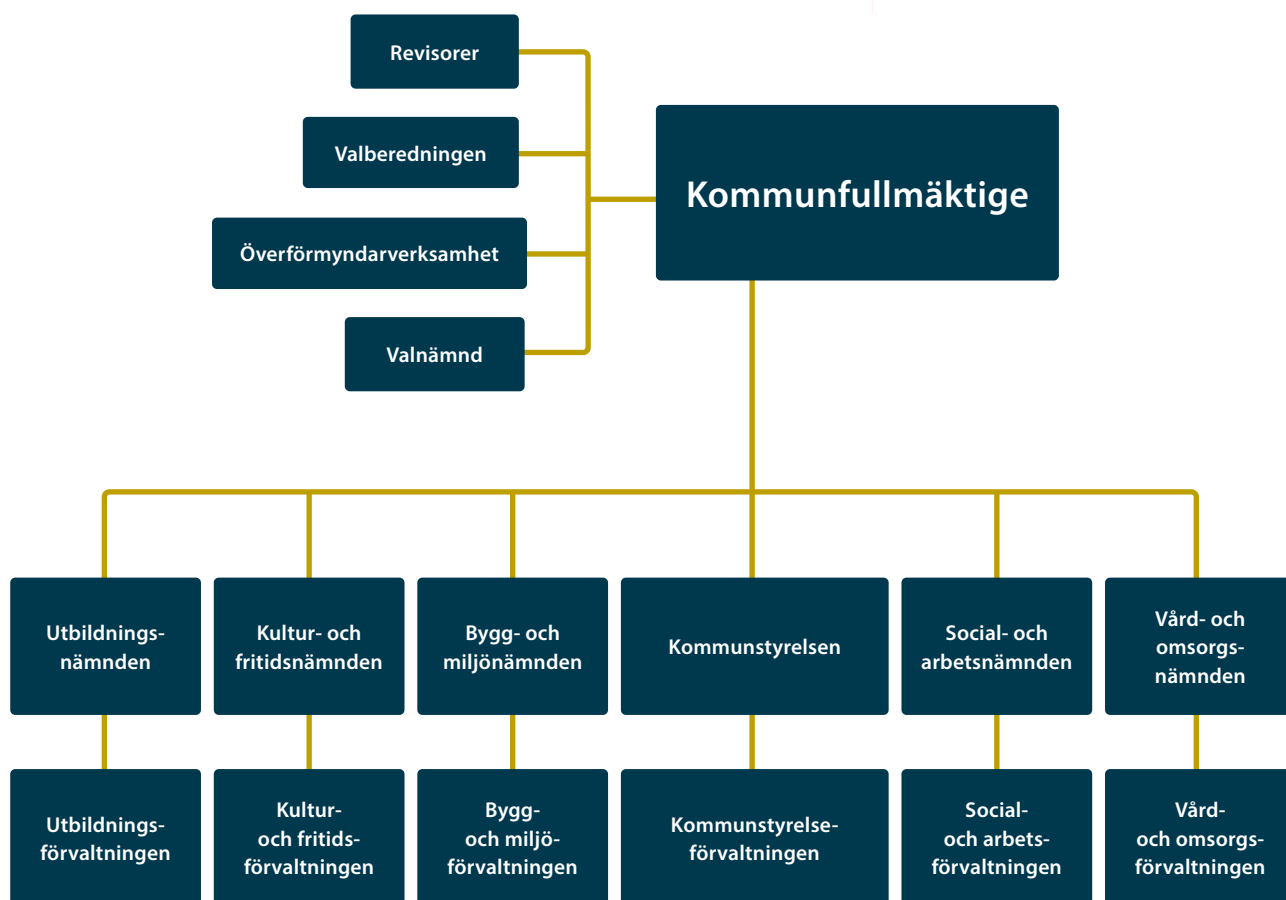 Revisorer
Valberedningen
Kommunfullmäktige
Överförmyndarverksamhet
Valnämnd
Utbildnings-
nämnden
Kultur- och
fritidsnämnden
Bygg- och
miljönämnden
Kommunstyrelsen
Social- och
arbetsnämnden
Vård- och
omsorgs-
nämnden
Utbildnings-
förvaltningen
Kultur-
och fritids-
förvaltningen
Bygg-
och miljö-
förvaltningen
Kommunstyrelse-
förvaltningen
Social-
och arbets-
förvaltningen
Vård-
och omsorgs-
förvaltningen